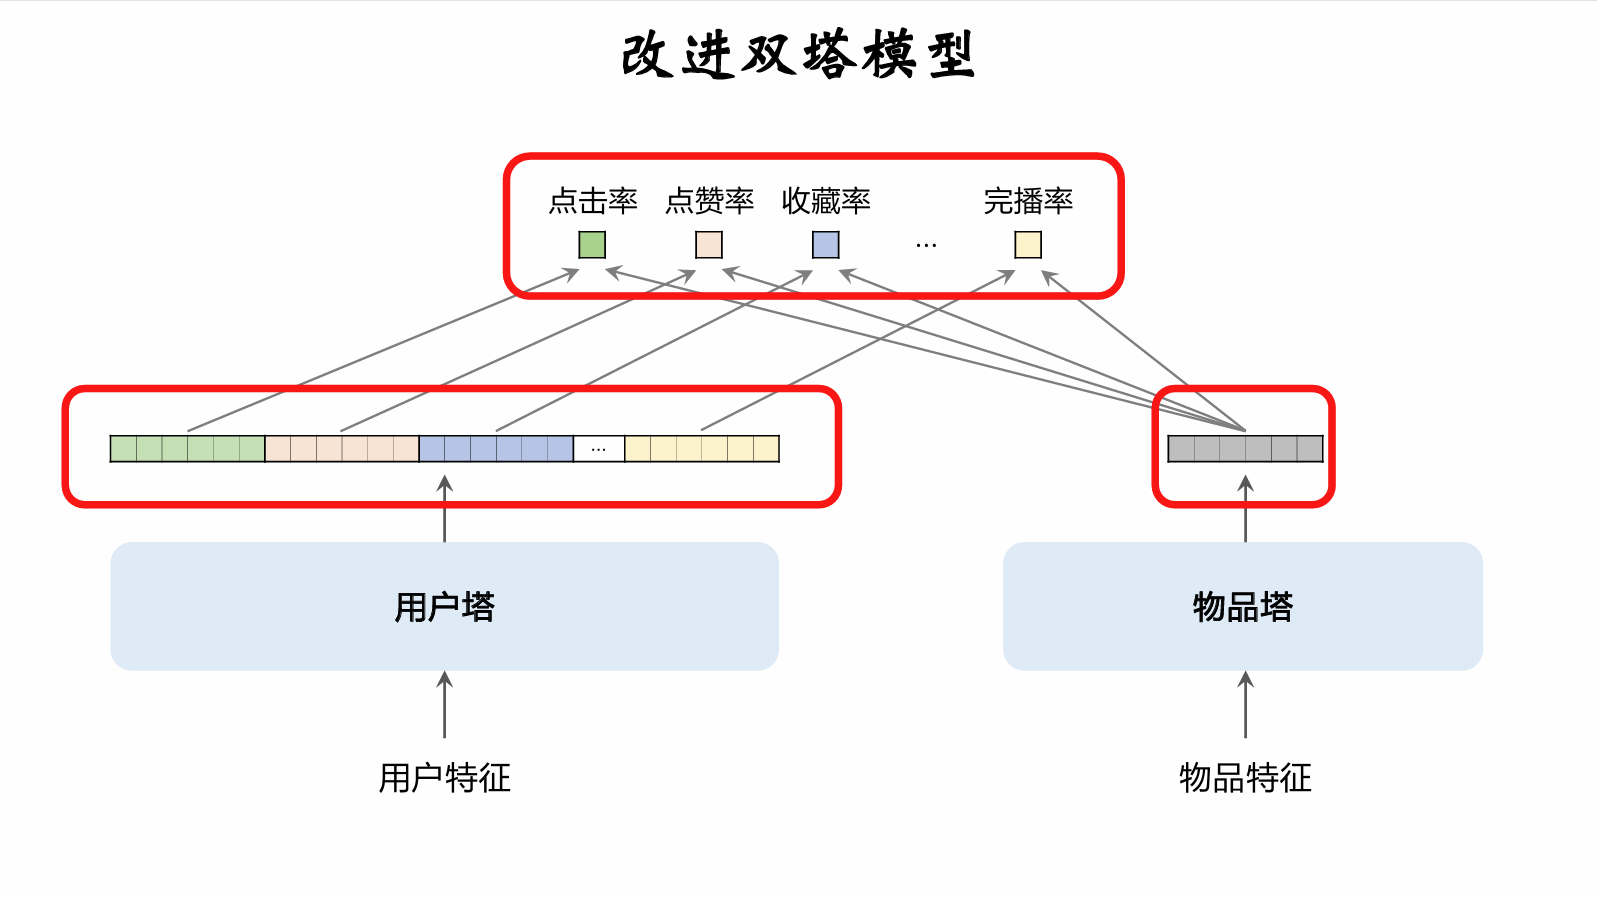 改进双塔模型
点击率 点赞率 收藏率 … 完播率
…
用户塔 物品塔
用户特征 物品特征